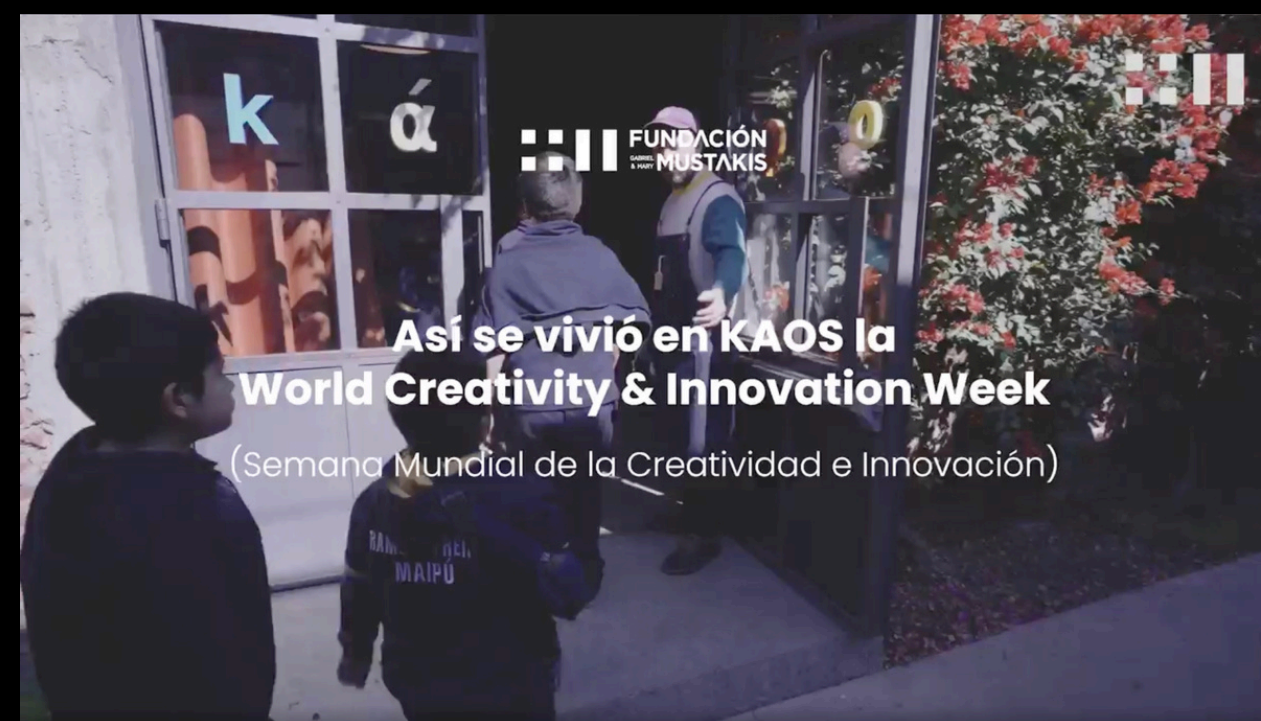 k á o
FUNDACIÓN
GABRIEL
& MARY MUSTAKIS
Así se vivió en KAOS la
World Creativity & Innovation Week
(Semana Mundial de la Creatividad e Innovación)
MAIPÚ